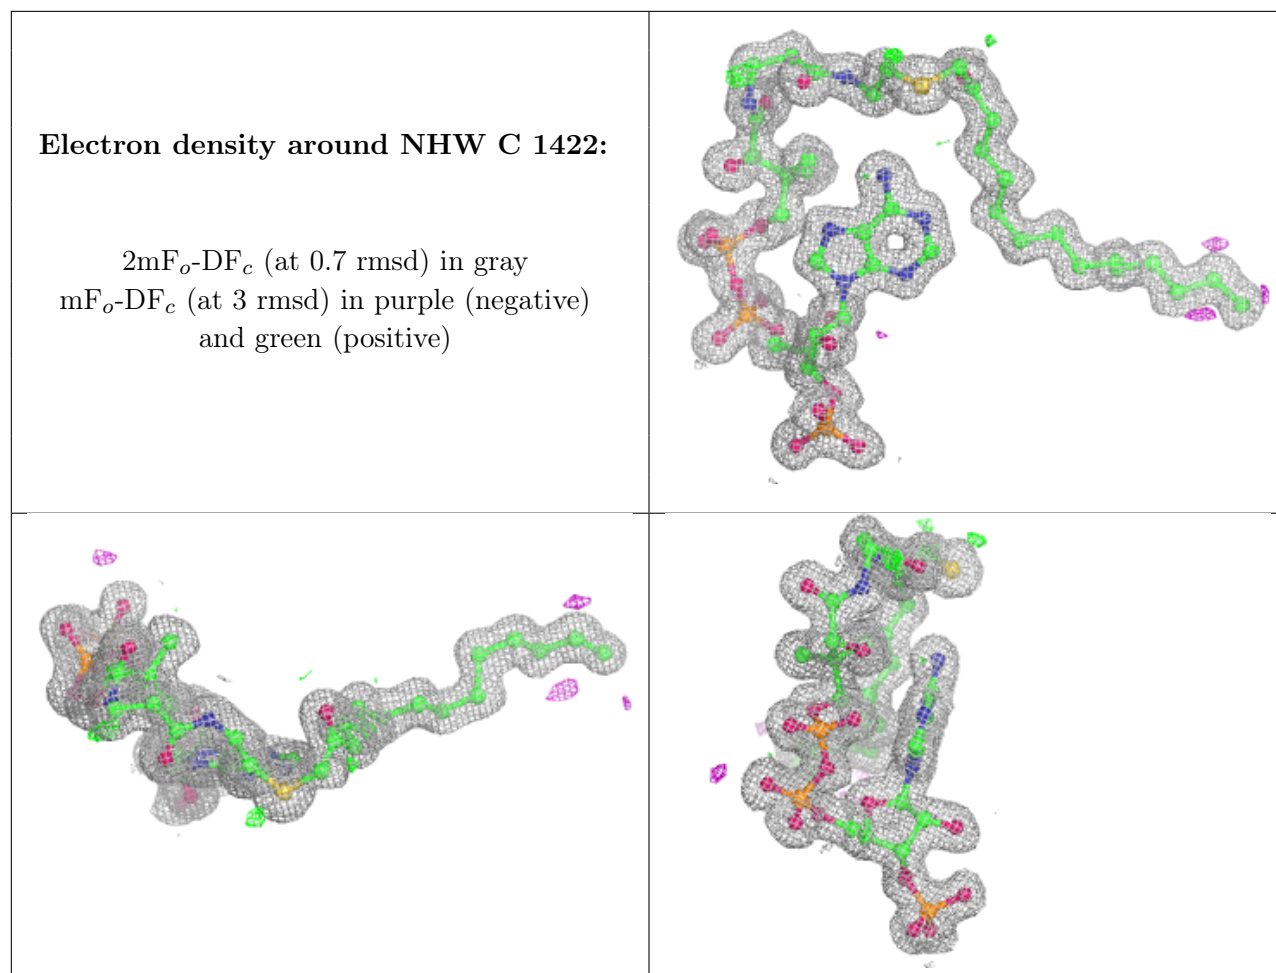 Electron density around NHW C 1422:
2mFo-DFc (at 0.7 rmsd) in gray
mFo-DFc (at 3 rmsd) in purple (negative)
and green (positive)